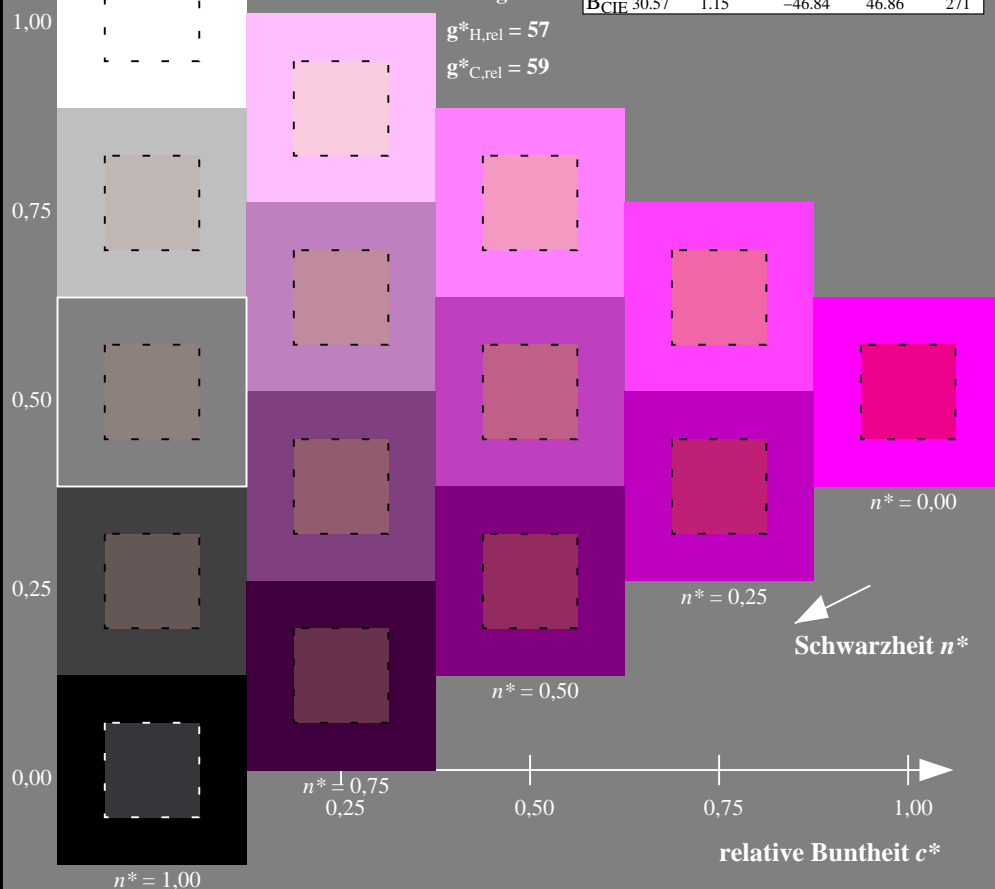 B_CIE 30.57 1.15 −46.84 46.86 271
1,00
g*_H,rel = 57
g*_C,rel = 59
0,75
0,50
n* = 0,00
0,25
n* = 0,25
Schwarzheit n*
n* = 0,50
0,00
n* = 0,75
0,25 0,50 0,75 1,00
relative Buntheit c*
n* = 1,00